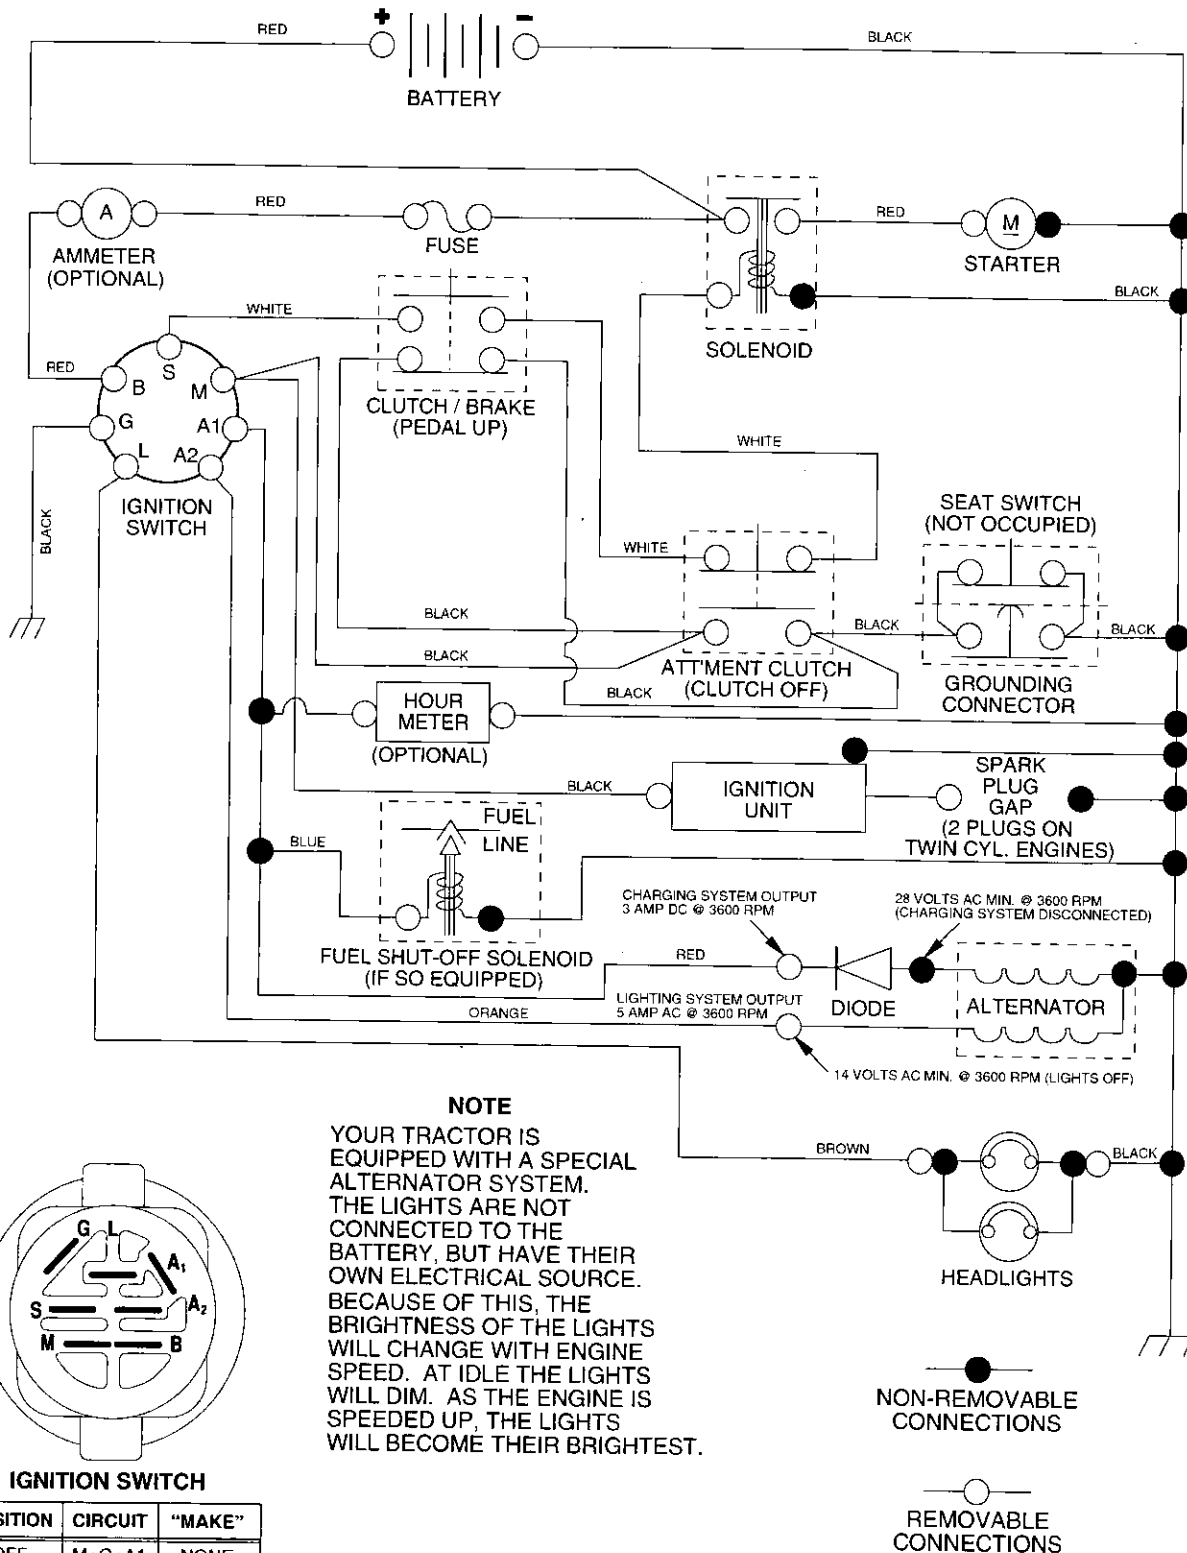 +
-
RED
BLACK
BATTERY
A
RED
FUSE
RED
M
AMMETER
(OPTIONAL)
STARTER
BLACK
WHITE
SOLENOID
RED
B
S
M
G
A1
L
A2
CLUTCH / BRAKE
(PEDAL UP)
IGNITION
SWITCH
BLACK
WHITE
SEAT SWITCH
(NOT OCCUPIED)
WHITE
BLACK
BLACK
BLACK
BLACK
ATT'MENT CLUTCH
(CLUTCH OFF)
BLACK
GROUNDING
CONNECTOR
HOUR
METER
(OPTIONAL)
BLACK
IGNITION
UNIT
SPARK
PLUG
GAP
(2 PLUGS ON
TWIN CYL. ENGINES)
FUEL
LINE
BLUE
CHARGING SYSTEM OUTPUT
3 AMP DC @ 3600 RPM
28 VOLTS AC MIN. @ 3600 RPM
(CHARGING SYSTEM DISCONNECTED)
FUEL SHUT-OFF SOLENOID
(IF SO EQUIPPED)
RED
DIODE
ALTERNATOR
ORANGE
LIGHTING SYSTEM OUTPUT
5 AMP AC @ 3600 RPM
14 VOLTS AC MIN. @ 3600 RPM (LIGHTS OFF)
NOTE
YOUR TRACTOR IS
EQUIPPED WITH A SPECIAL
ALTERNATOR SYSTEM.
THE LIGHTS ARE NOT
CONNECTED TO THE
BATTERY, BUT HAVE THEIR
OWN ELECTRICAL SOURCE.
BECAUSE OF THIS, THE
BRIGHTNESS OF THE LIGHTS
WILL CHANGE WITH ENGINE
SPEED. AT IDLE THE LIGHTS
WILL DIM. AS THE ENGINE IS
SPEEDED UP, THE LIGHTS
WILL BECOME THEIR BRIGHTEST.
BROWN
BLACK
HEADLIGHTS
G L
A1
S
A2
M
B
IGNITION SWITCH
NON-REMOVABLE
CONNECTIONS
REMOVABLE
CONNECTIONS
SITION CIRCUIT "MAKE"